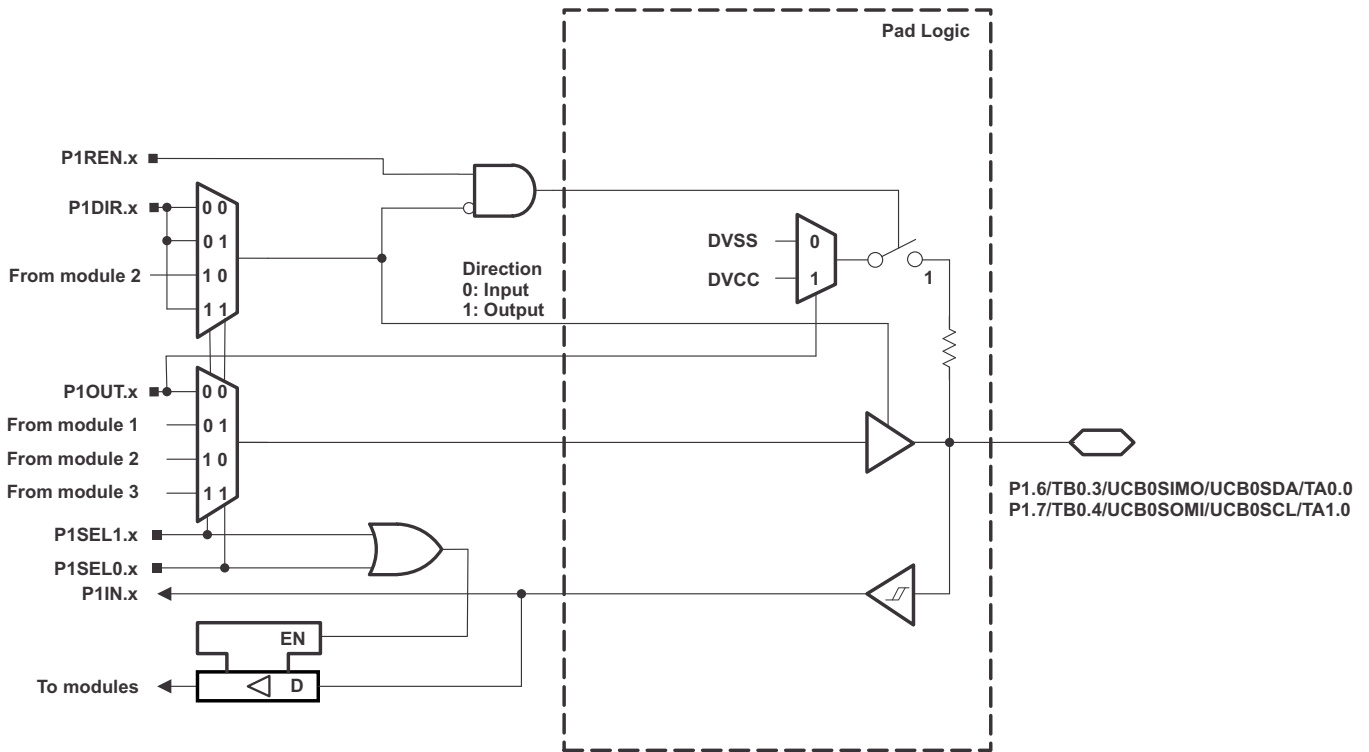 Pad Logic
P1REN.x
P1DIR.x
0 0
0 1
From module 2
1 0
1 1
Direction
0: Input
1: Output
DVSS
0
DVCC
1
1
P1OUT.x
0 0
From module 1
0 1
From module 2
1 0
From module 3
1 1
P1.6/TB0.3/UCB0SIMO/UCB0SDA/TA0.0
P1.7/TB0.4/UCB0SOMI/UCB0SCL/TA1.0
P1SEL1.x
P1SEL0.x
P1IN.x
EN
To modules
D